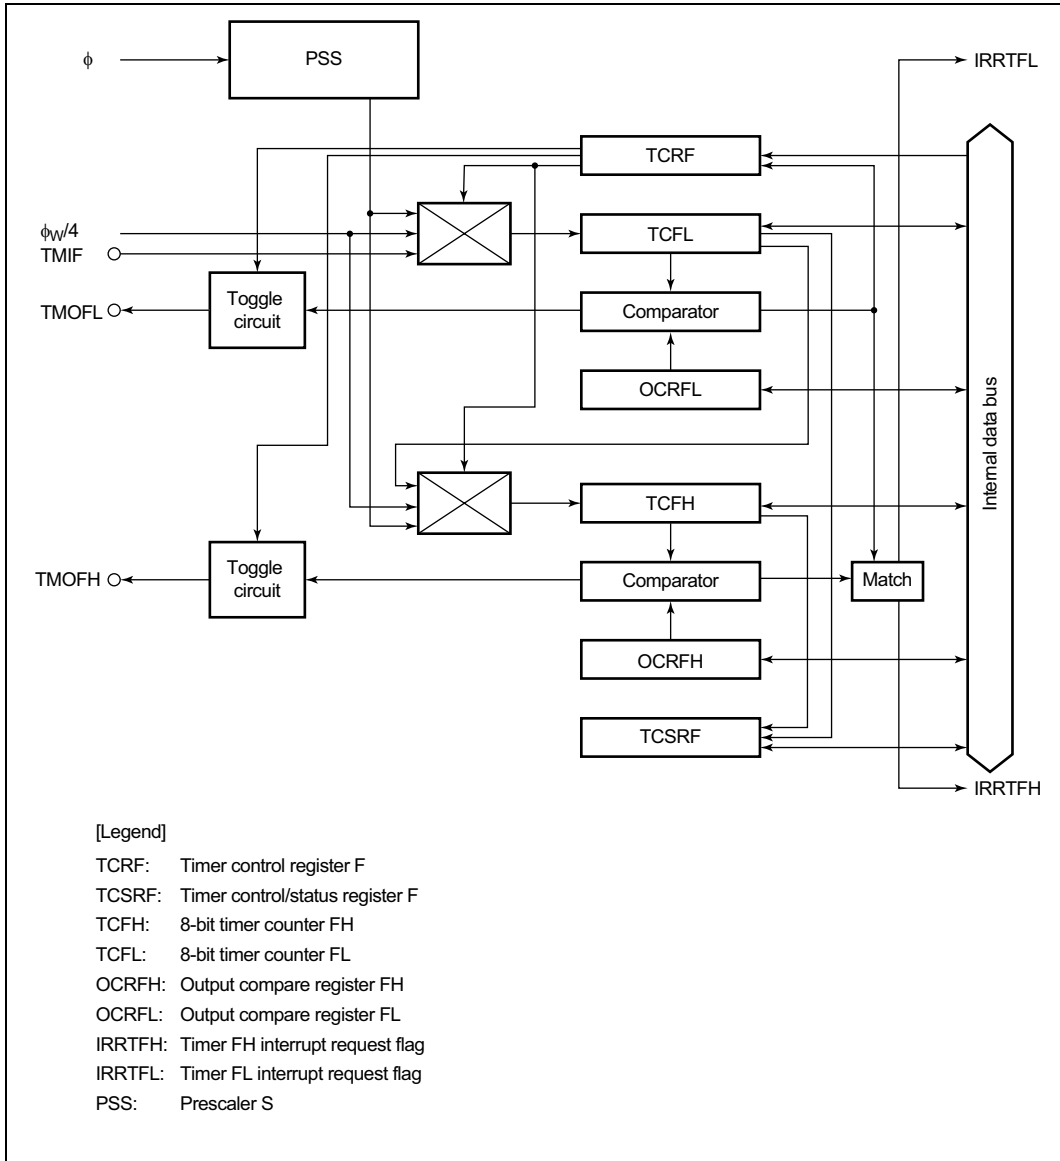 ϕ
PSS
IRRTFL
TCRF
ϕW/4
TMIF
TCFL
TMOFL
Toggle
circuit
Comparator
OCRFL
Internal data bus
TCFH
TMOFH
Toggle
circuit
Comparator
Match
OCRFH
TCSRF
IRRTFH
[Legend]
TCRF: Timer control register F
TCSRF: Timer control/status register F
TCFH: 8-bit timer counter FH
TCFL: 8-bit timer counter FL
OCRFH: Output compare register FH
OCRFL: Output compare register FL
IRRTFH: Timer FH interrupt request flag
IRRTFL: Timer FL interrupt request flag
PSS: Prescaler S